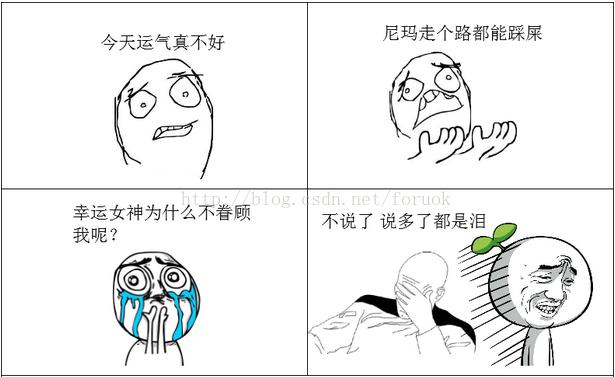 今天运气真不好
尼玛走个路都能踩屎
http://blog.csdn.net/foruok
幸运女神为什么不眷顾
我呢？
不说了 说多了都是泪